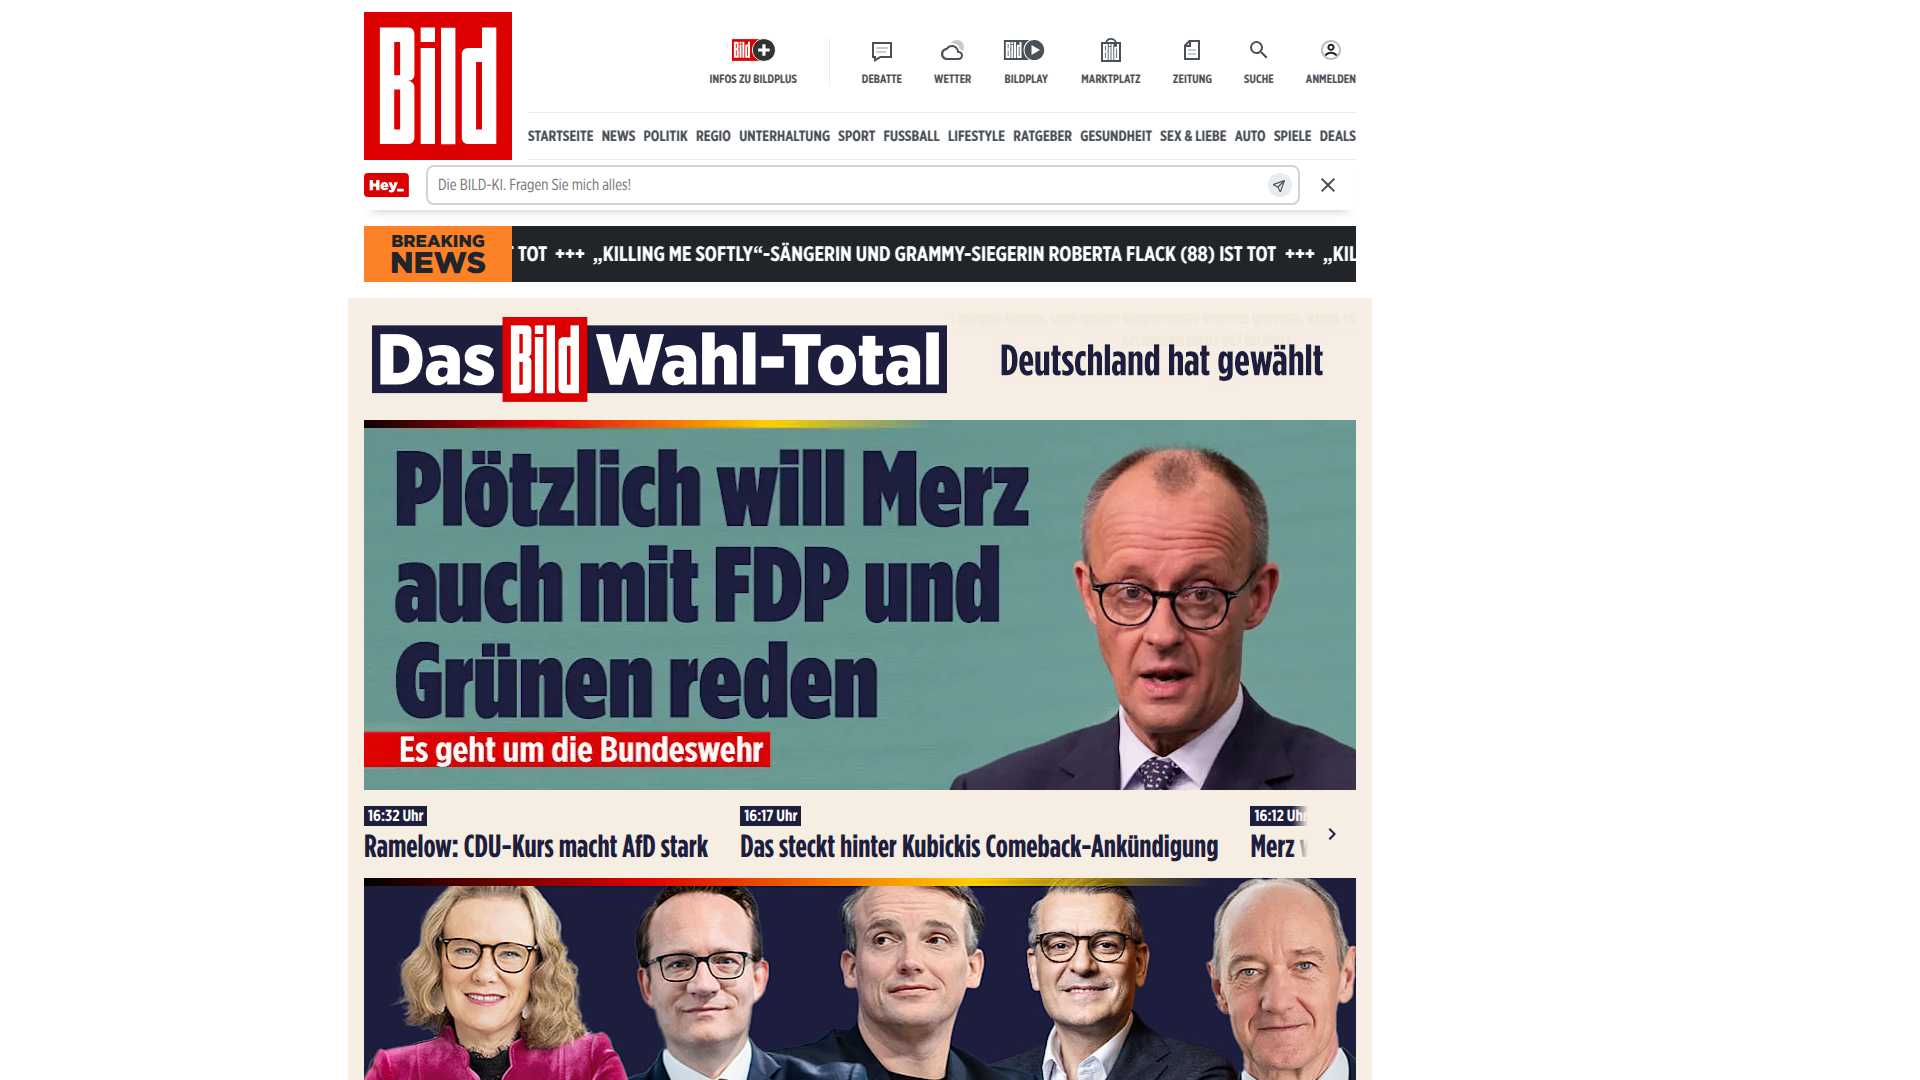 Bild
Bild
INFOS ZU BILDPLUS
DEBATTE
WETTER
Bild
BILDPLAY
Bild
MARKTPLATZ
ZEITUNG
SUCHE
ANMELDEN
STARTSEITE NEWS POLITIK REGIO UNTERHALTUNG SPORT FUSSBALL LIFESTYLE RATGEBER GESUNDHEIT SEX & LIEBE AUTO SPIELE DEALS
Hey_
Die BILD-KI. Fragen Sie mich alles!
BREAKING
NEWS
TOT +++ „KILLING ME SOFTLY“-SÄNGERIN UND GRAMMY-SIEGERIN ROBERTA FLACK (88) IST TOT +++ „KIL
Das Bild Wahl-Total
Deutschland hat gewählt
Plötzlich will Merz
auch mit FDP und
Grünen reden
Es geht um die Bundeswehr
16:32 Uhr
Ramelow: CDU-Kurs macht AfD stark
16:17 Uhr
Das steckt hinter Kubickis Comeback-Ankündigung
16:12 Uhr
Merz